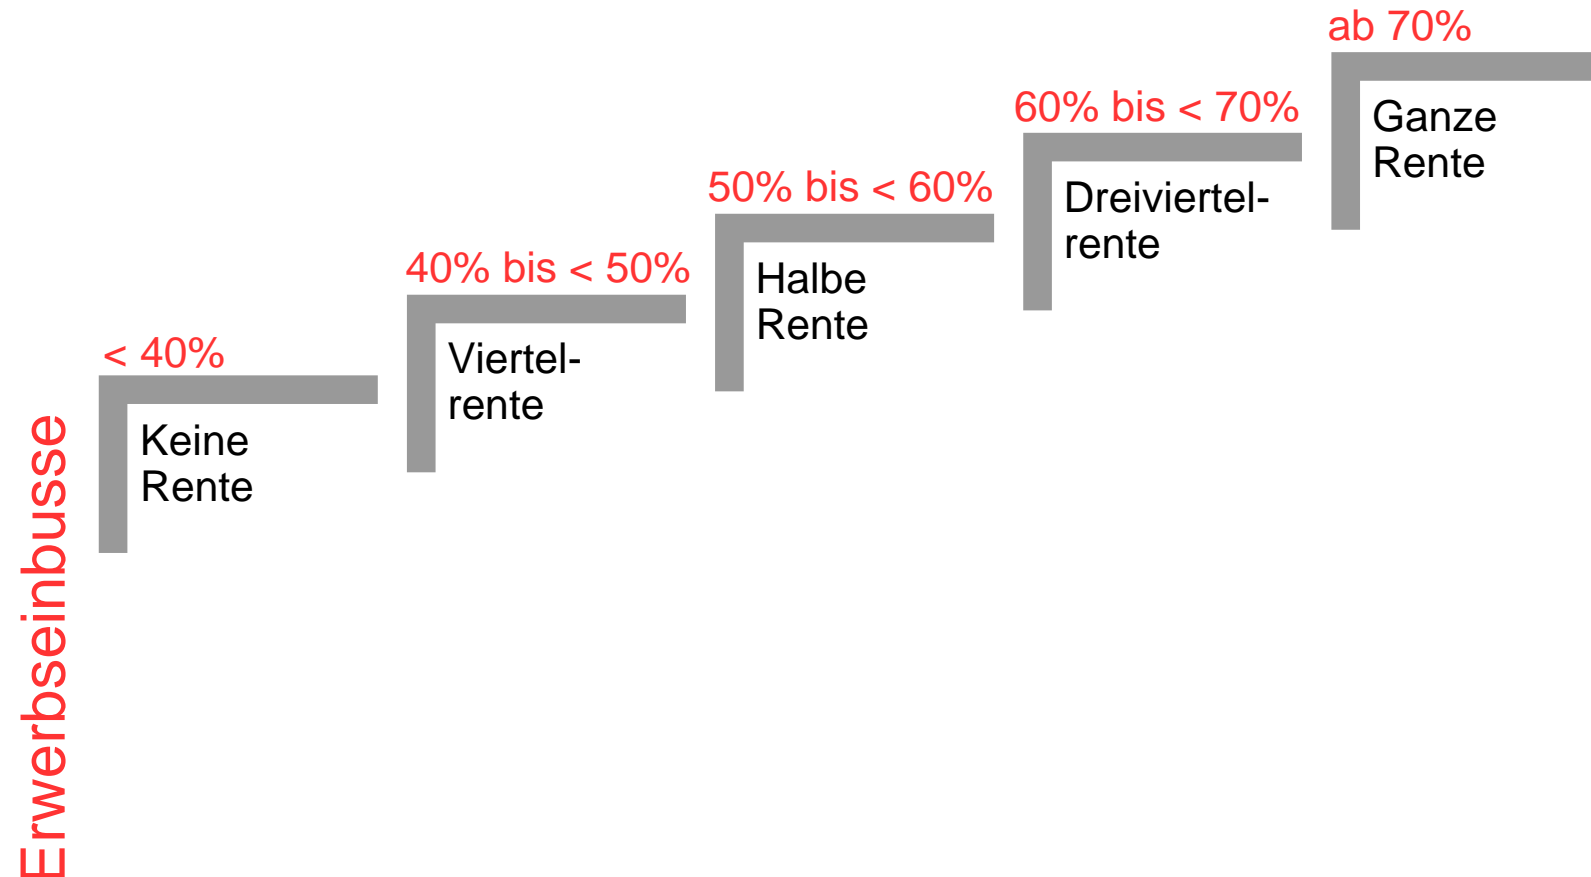 Erwerbseinbusse
< 40%
Keine
Rente
40% bis < 50%
Viertel-
rente
50% bis < 60%
Halbe
Rente
60% bis < 70%
Dreiviertel-
rente
ab 70%
Ganze
Rente